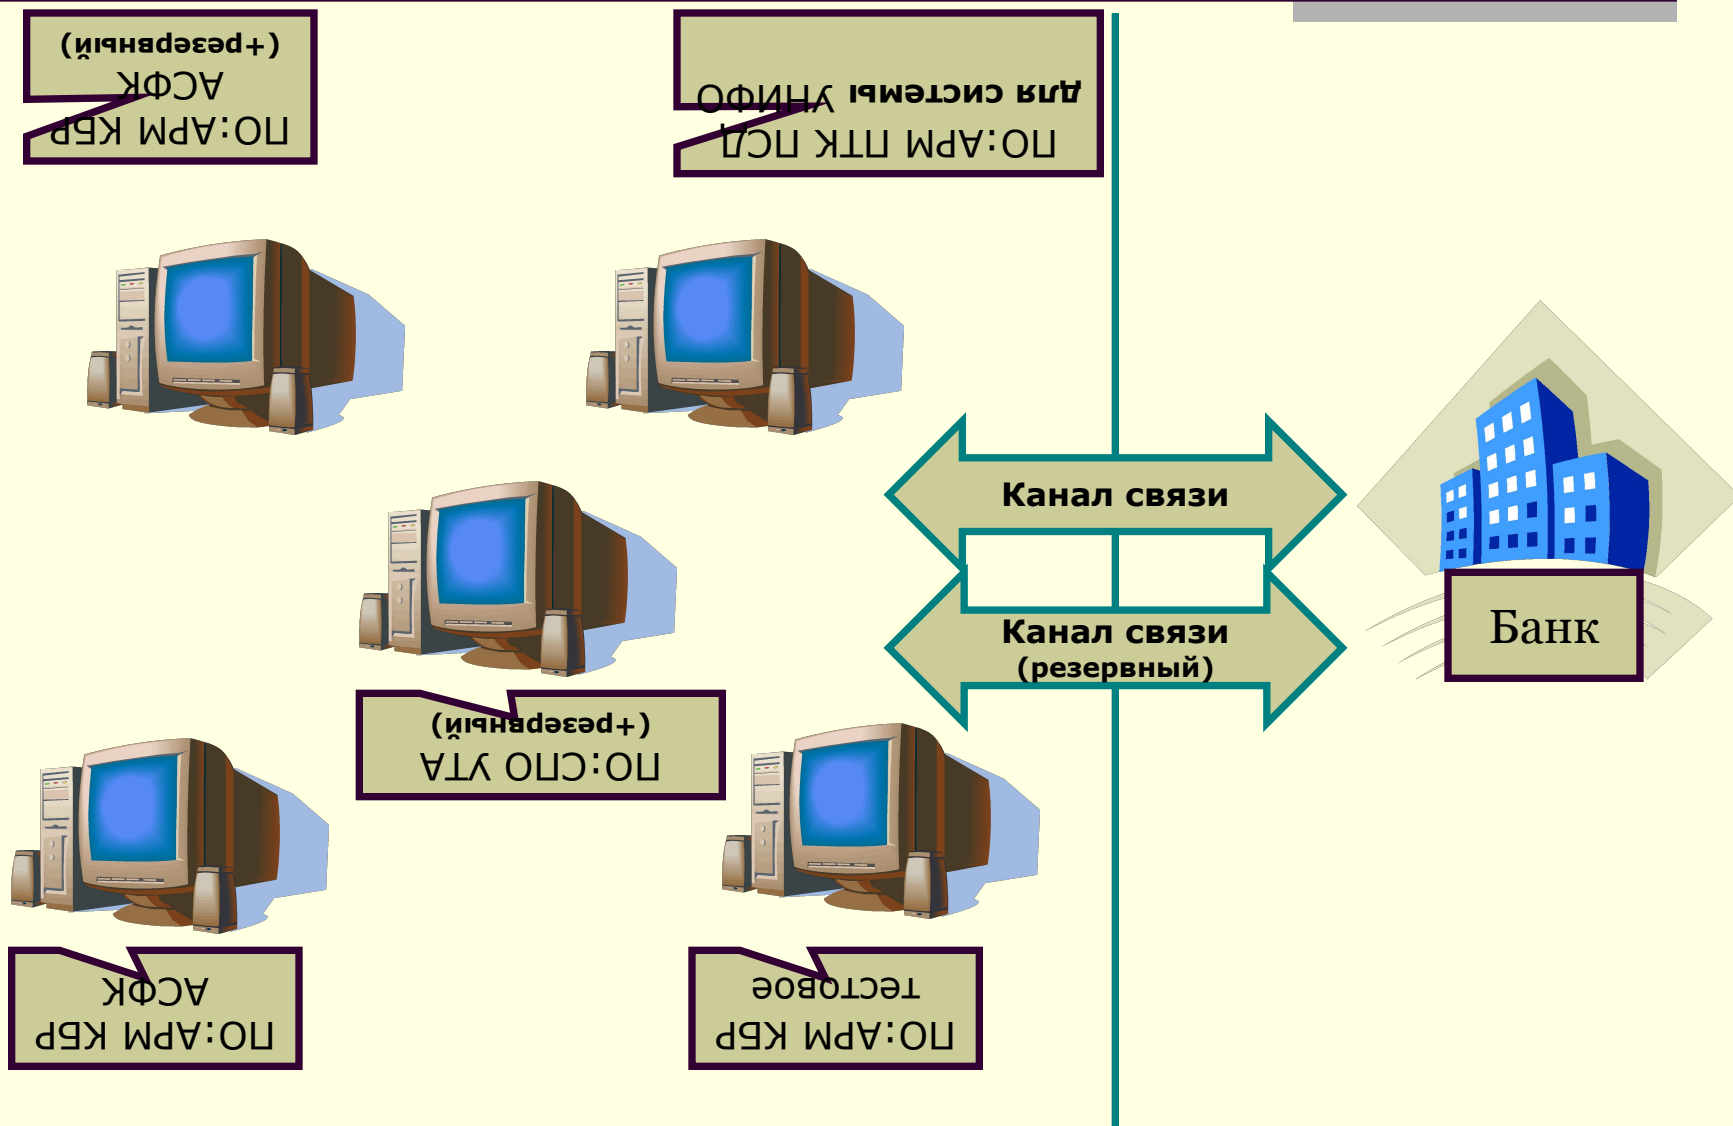 ПО:АРМ КБР
АСФК
(+резервный)
ПО:АРМ ПТК ПСД
для системы УНИФО
Канал связи
Канал связи
(резервный)
Банк
ПО:СПО УТА
(+резервный)
ПО:АРМ КБР
АСФК
ПО:АРМ КБР
тестовое